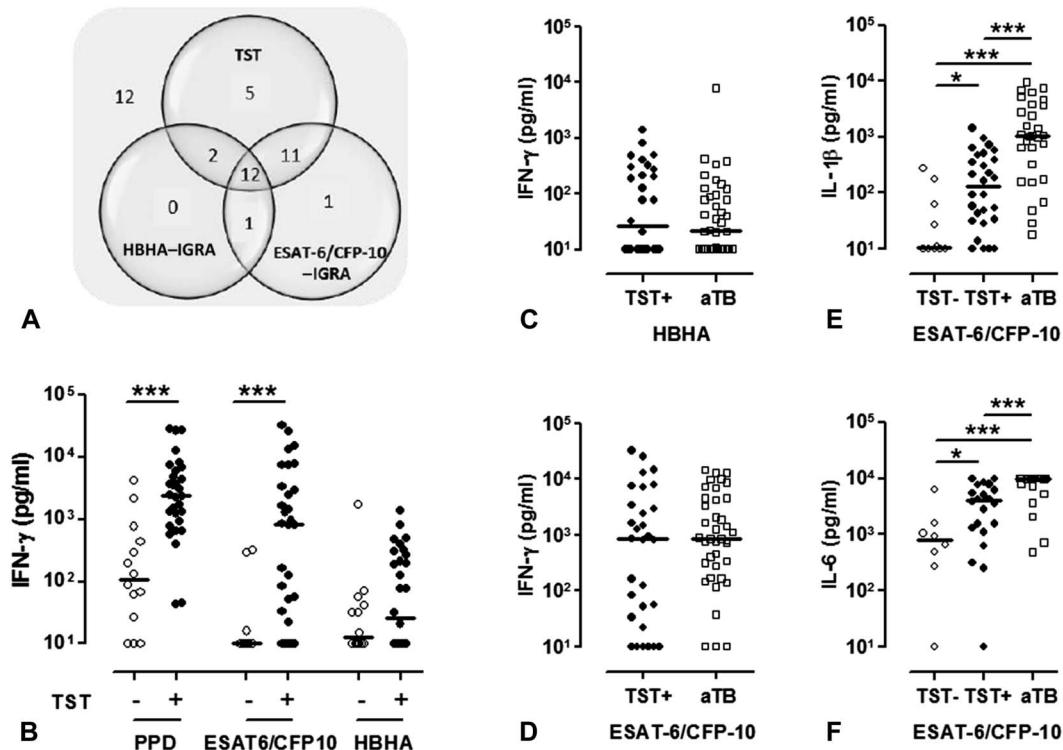 A
TST
12
5
2
11
12
0
1
1
HBHA–IGRA
ESAT-6/CFP-10
–IGRA
B
IFN-γ (pg/ml)
10⁵
10⁴
10³
10²
10¹
***
***
TST
- + - + - +
PPD ESAT6/CFP10 HBHA
C
IFN-γ (pg/ml)
10⁵
10³
10²
10¹
TST+ aTB
HBHA
D
IFN-γ (pg/ml)
10⁵
10⁴
10³
10²
10¹
TST+ aTB
ESAT-6/CFP-10
E
IL-1β (pg/ml)
10⁵
10⁴
10³
10²
10¹
***
***
*
TST- TST+ aTB
ESAT-6/CFP-10
F
IL-6 (pg/ml)
10⁵
10⁴
10³
10²
10¹
***
***
*
TST- TST+ aTB
ESAT-6/CFP-10